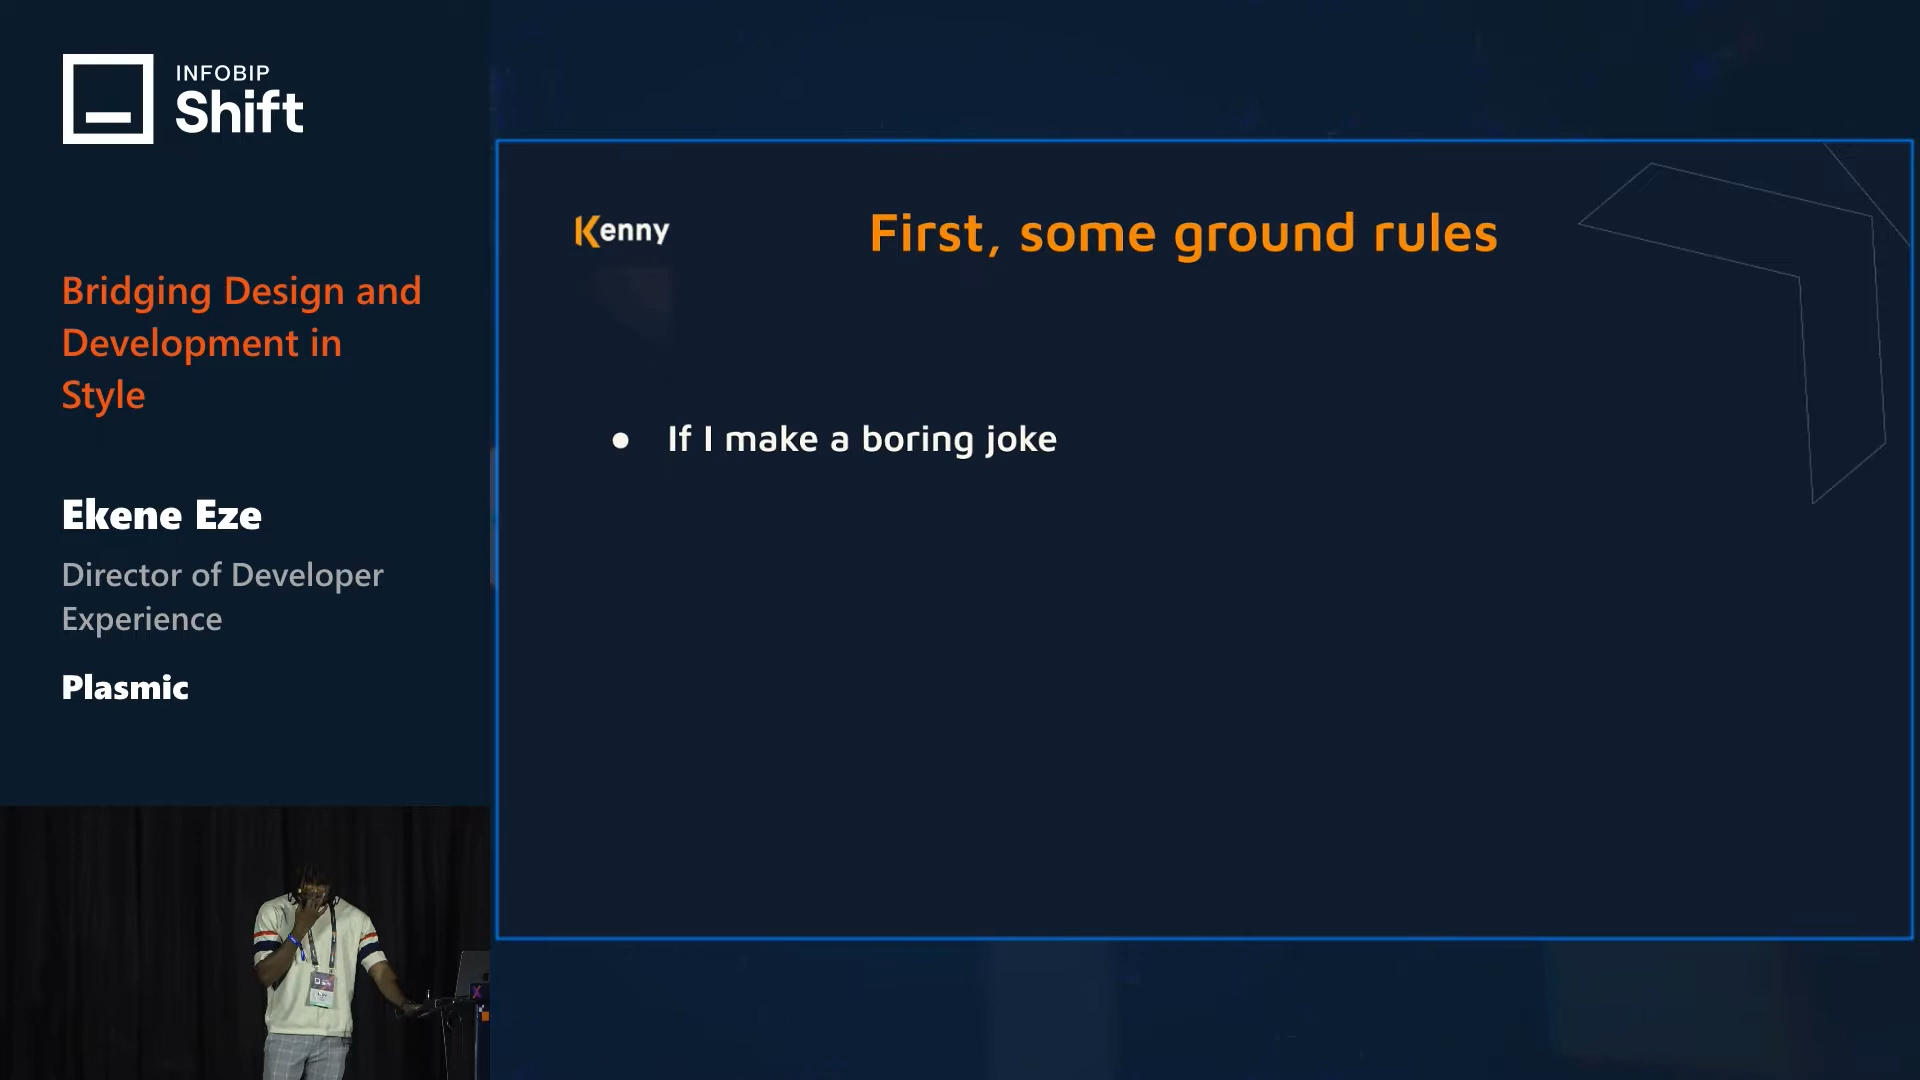 INFOBIP
Shift
Bridging Design and
Development in
Style
Ekene Eze
Director of Developer
Experience
Plasmic
Kenny
First, some ground rules
● If I make a boring joke